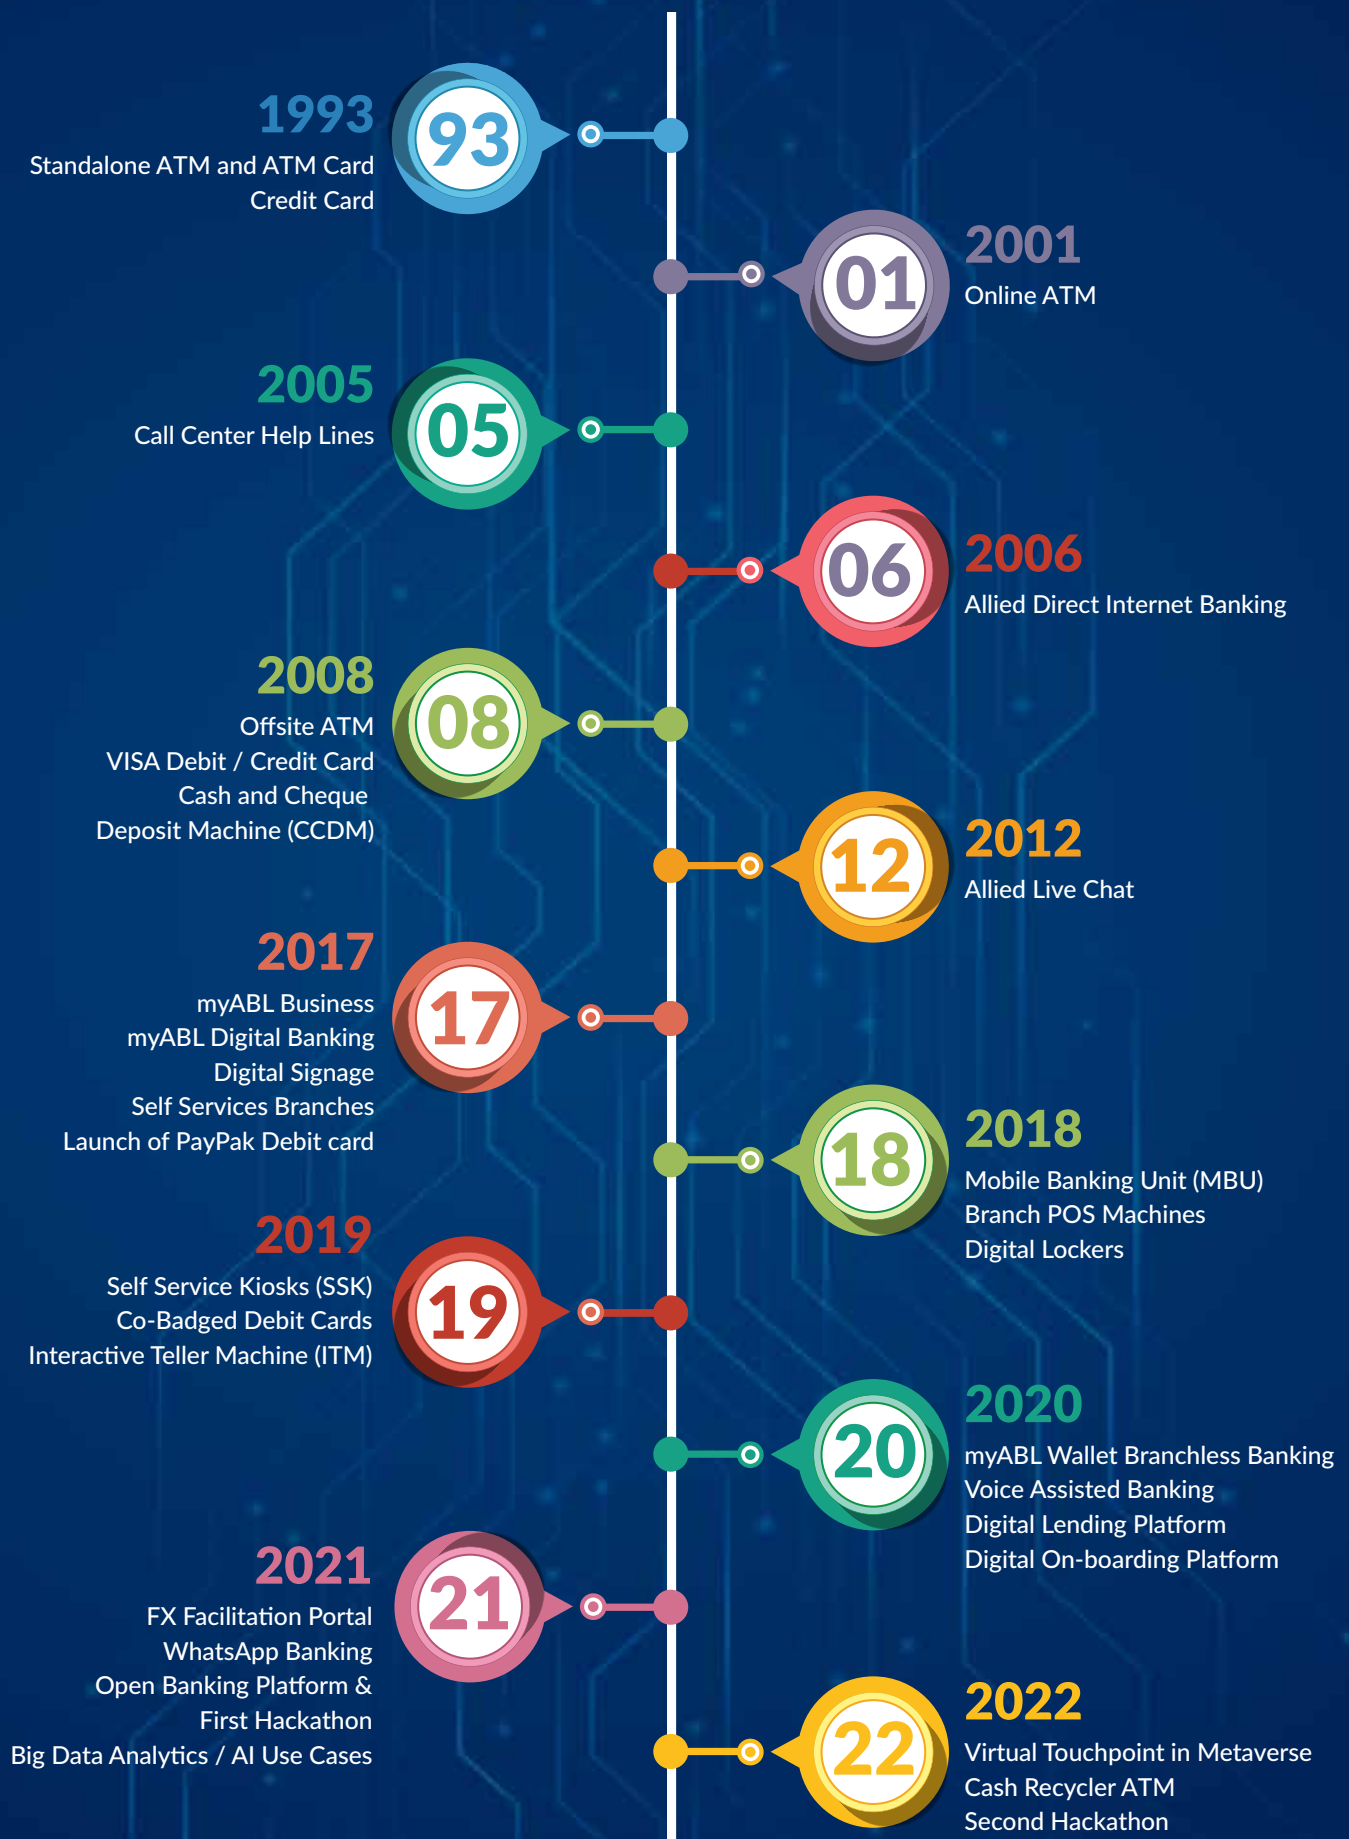 1993
93
Standalone ATM and ATM Card
Credit Card
01
2001
Online ATM
2005
05
Call Center Help Lines
06
2006
Allied Direct Internet Banking
2008
08
Offsite ATM
VISA Debit / Credit Card
Cash and Cheque
Deposit Machine (CCDM)
12
2012
Allied Live Chat
2017
17
myABL Business
myABL Digital Banking
Digital Signage
Self Services Branches
Launch of PayPak Debit card
18
2018
Mobile Banking Unit (MBU)
Branch POS Machines
Digital Lockers
2019
19
Self Service Kiosks (SSK)
Co-Badged Debit Cards
Interactive Teller Machine (ITM)
20
2020
myABL Wallet Branchless Banking
Voice Assisted Banking
Digital Lending Platform
Digital On-boarding Platform
2021
21
FX Facilitation Portal
WhatsApp Banking
Open Banking Platform &
First Hackathon
Big Data Analytics / AI Use Cases
22
2022
Virtual Touchpoint in Metaverse
Cash Recycler ATM
Second Hackathon